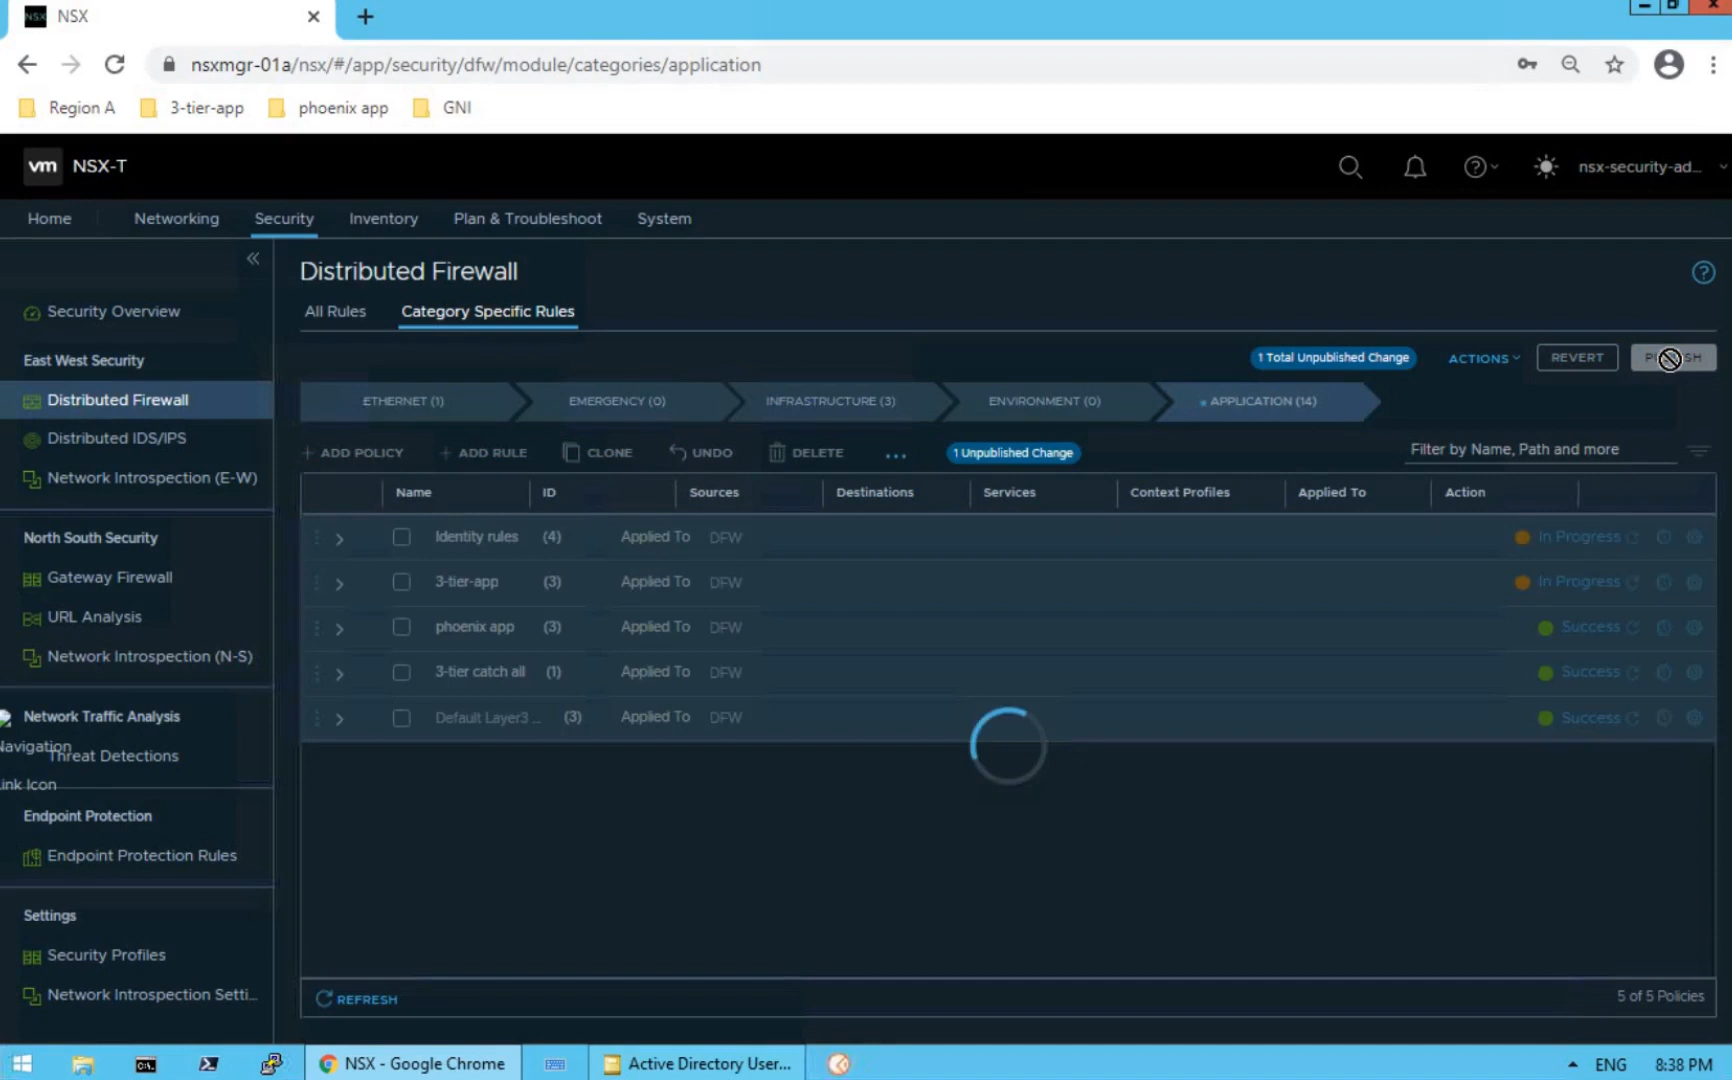 NSX
nsxmgr-01a/nsx/#/app/security/dfw/module/categories/application
Region A 3-tier-app phoenix app GNI
vm NSX-T nsx-security-ad...
Home Networking Security Inventory Plan & Troubleshoot System
Distributed Firewall
All Rules Category Specific Rules
1 Total Unpublished Change ACTIONS REVERT
ETHERNET (1) EMERGENCY (0) INFRASTRUCTURE (3) ENVIRONMENT (0) APPLICATION (14)
+ ADD POLICY + ADD RULE CLONE UNDO DELETE ... 1 Unpublished Change Filter by Name, Path and more
Name ID Sources Destinations Services Context Profiles Applied To Action
Identity rules (4) Applied To DFW In Progress
3-tier-app (3) Applied To DFW In Progress
phoenix app (3) Applied To DFW Success
3-tier catch all (1) Applied To DFW Success
Default Layer3 ... (3) Applied To DFW Success
REFRESH 5 of 5 Policies
Security Overview
East West Security
Distributed Firewall
Distributed IDS/IPS
Network Introspection (E-W)
North South Security
Gateway Firewall
URL Analysis
Network Introspection (N-S)
Network Traffic Analysis
Navigation
Threat Detections
Link Icon
Endpoint Protection
Endpoint Protection Rules
Settings
Security Profiles
Network Introspection Setti...
NSX - Google Chrome Active Directory User... ENG 8:38 PM